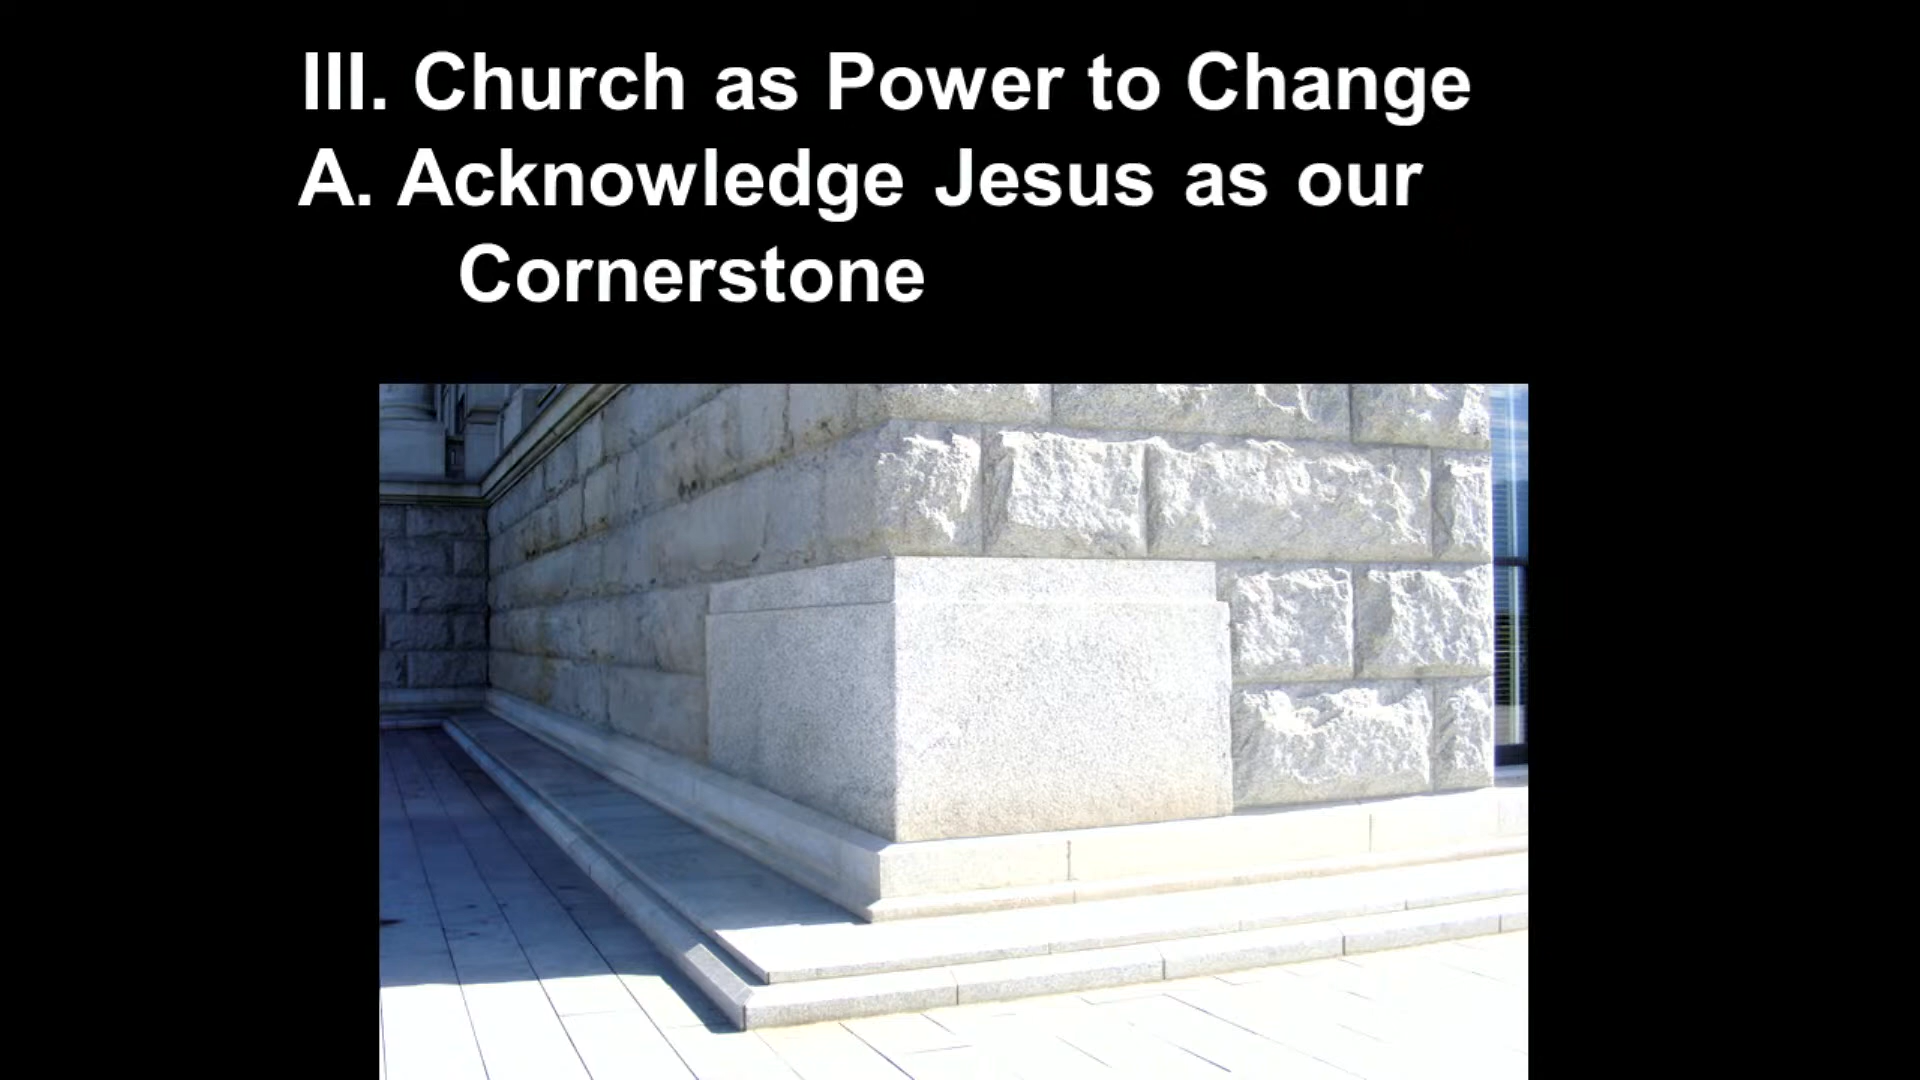 III. Church as Power to Change
A. Acknowledge Jesus as our
Cornerstone